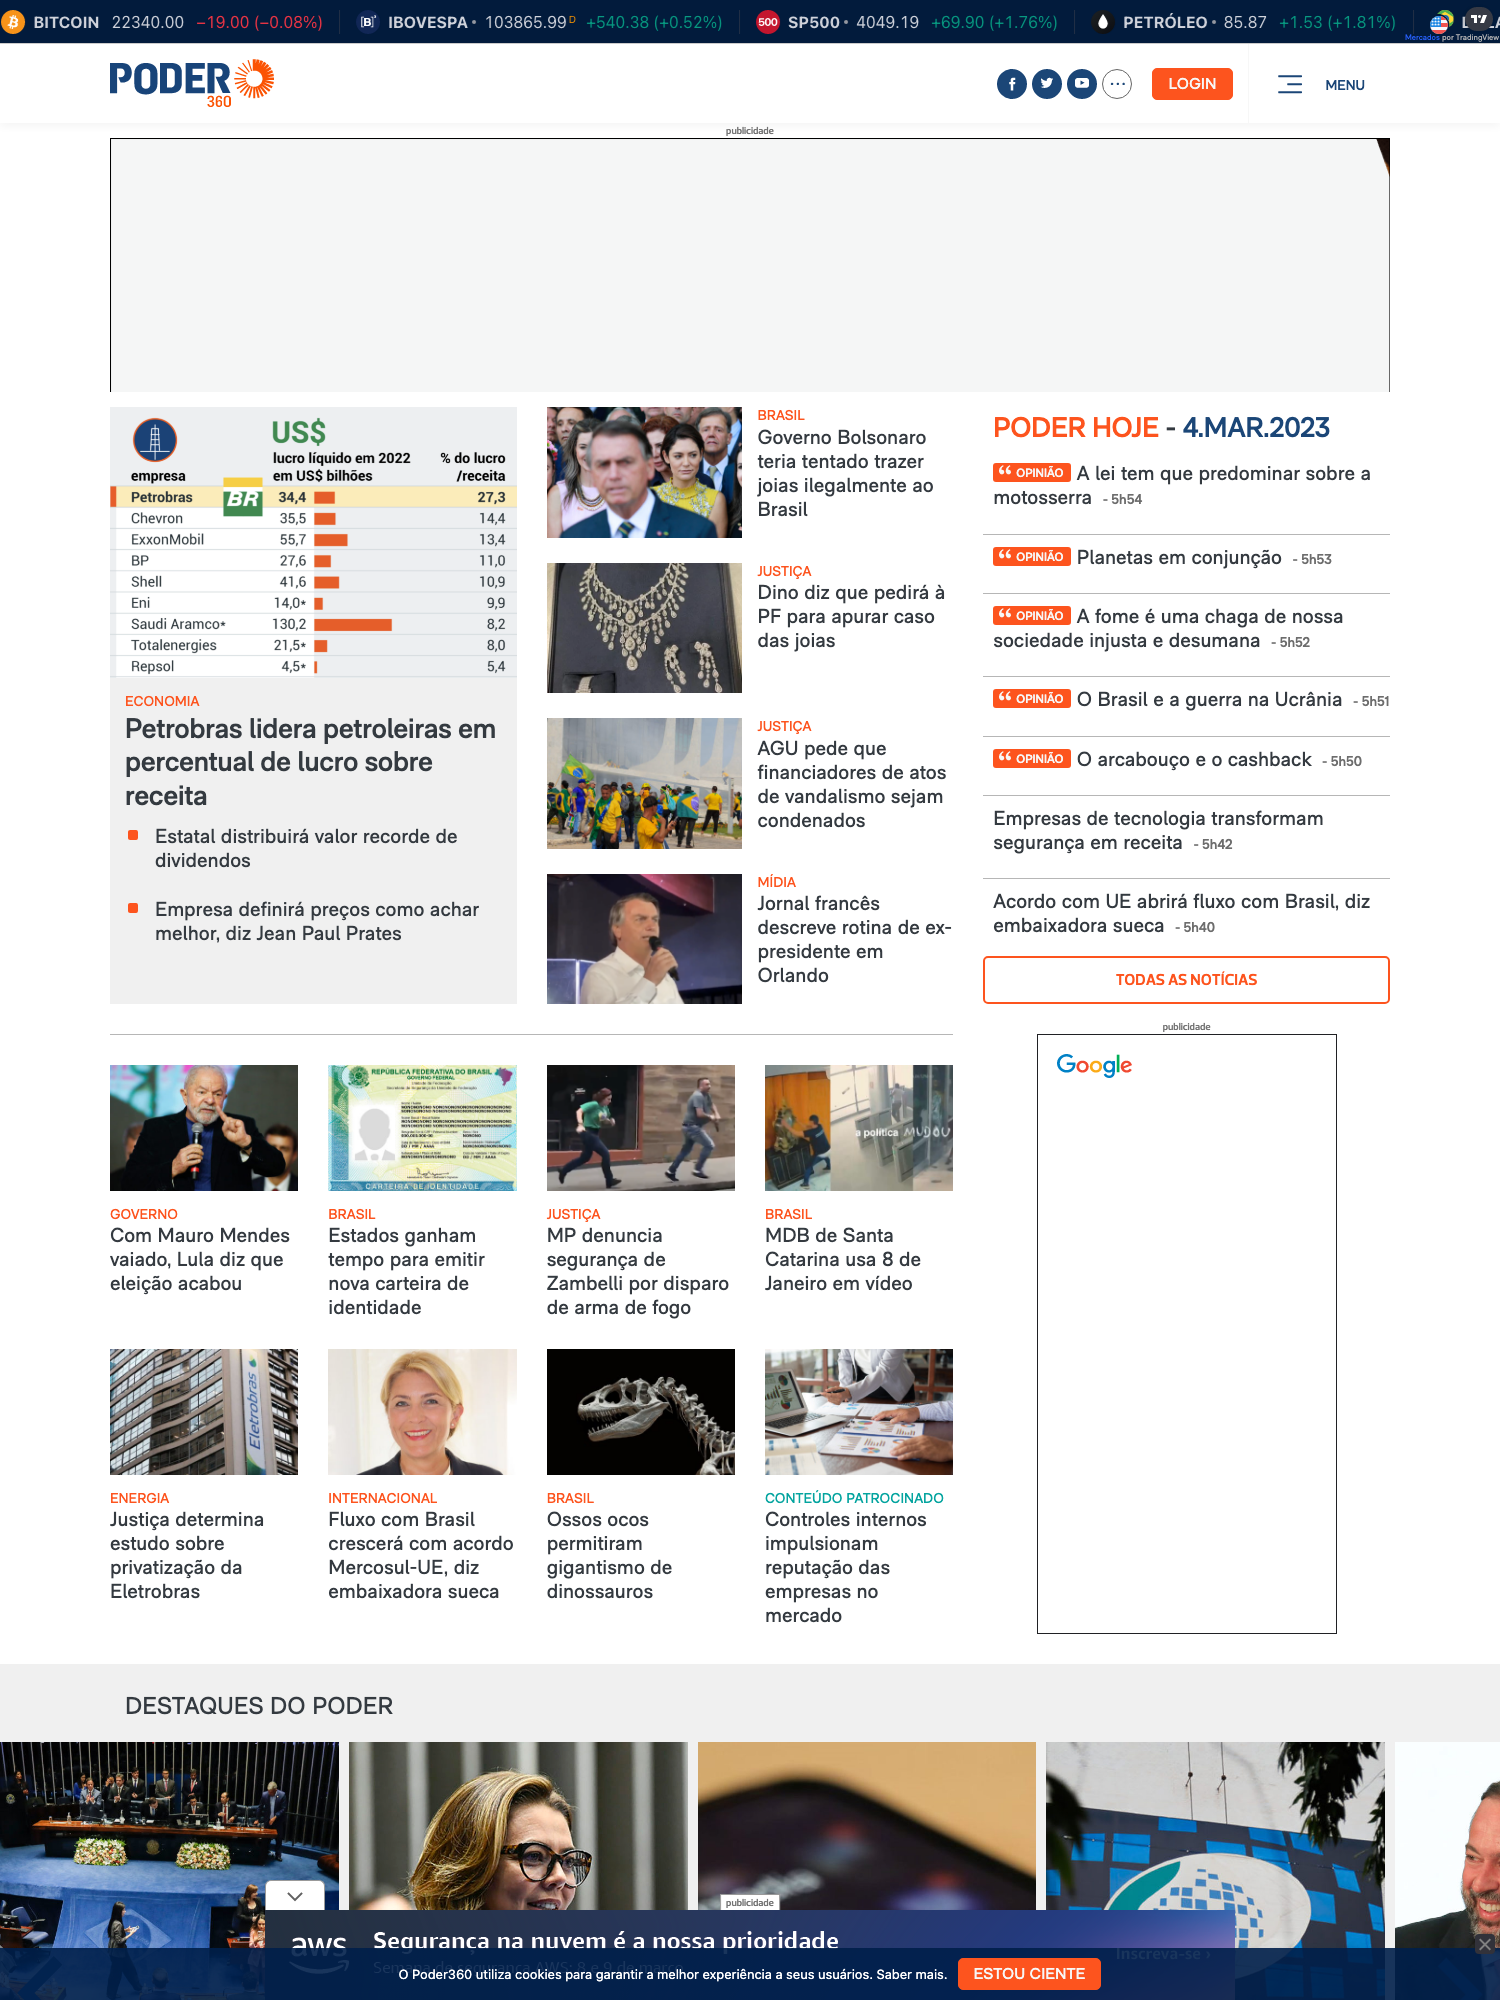 BITCOIN 22340.00 −19.00 (−0.08%) IBOVESPA • 103865.99 D +540.38 (+0.52%) 500 SP500 • 4049.19 +69.90 (+1.76%) PETRÓLEO • 85.87 +1.53 (+1.81%)
Mercados por TradingView
PODER
360
LOGIN
MENU
publicidade
US$
lucro líquido em 2022 % do lucro
empresa em US$ bilhões /receita
Petrobras BR 34,4 27,3
Chevron 35,5 14,4
ExxonMobil 55,7 13,4
BP 27,6 11,0
Shell 41,6 10,9
Eni 14,0* 9,9
Saudi Aramco* 130,2 8,2
Totalenergies 21,5* 8,0
Repsol 4,5* 5,4
ECONOMIA
Petrobras lidera petroleiras em
percentual de lucro sobre
receita
Estatal distribuirá valor recorde de
dividendos
Empresa definirá preços como achar
melhor, diz Jean Paul Prates
BRASIL
Governo Bolsonaro
teria tentado trazer
joias ilegalmente ao
Brasil
JUSTIÇA
Dino diz que pedirá à
PF para apurar caso
das joias
JUSTIÇA
AGU pede que
financiadores de atos
de vandalismo sejam
condenados
MÍDIA
Jornal francês
descreve rotina de ex-
presidente em
Orlando
PODER HOJE - 4.MAR.2023
“ OPINIÃO A lei tem que predominar sobre a
motosserra - 5h54
“ OPINIÃO Planetas em conjunção - 5h53
“ OPINIÃO A fome é uma chaga de nossa
sociedade injusta e desumana - 5h52
“ OPINIÃO O Brasil e a guerra na Ucrânia - 5h51
“ OPINIÃO O arcabouço e o cashback - 5h50
Empresas de tecnologia transformam
segurança em receita - 5h42
Acordo com UE abrirá fluxo com Brasil, diz
embaixadora sueca - 5h40
TODAS AS NOTÍCIAS
publicidade
Google
REPÚBLICA FEDERATIVA DO BRASIL
GOVERNO FEDERAL
CARTEIRA DE IDENTIDADE
a política MUDOU
GOVERNO
Com Mauro Mendes
vaiado, Lula diz que
eleição acabou
BRASIL
Estados ganham
tempo para emitir
nova carteira de
identidade
JUSTIÇA
MP denuncia
segurança de
Zambelli por disparo
de arma de fogo
BRASIL
MDB de Santa
Catarina usa 8 de
Janeiro em vídeo
Eletrobras
ENERGIA
Justiça determina
estudo sobre
privatização da
Eletrobras
INTERNACIONAL
Fluxo com Brasil
crescerá com acordo
Mercosul-UE, diz
embaixadora sueca
BRASIL
Ossos ocos
permitiram
gigantismo de
dinossauros
CONTEÚDO PATROCINADO
Controles internos
impulsionam
reputação das
empresas no
mercado
DESTAQUES DO PODER
publicidade
aws Segurança na nuvem é a nossa prioridade
Inscreva-se ›
O Poder360 utiliza cookies para garantir a melhor experiência a seus usuários. Saber mais. ESTOU CIENTE